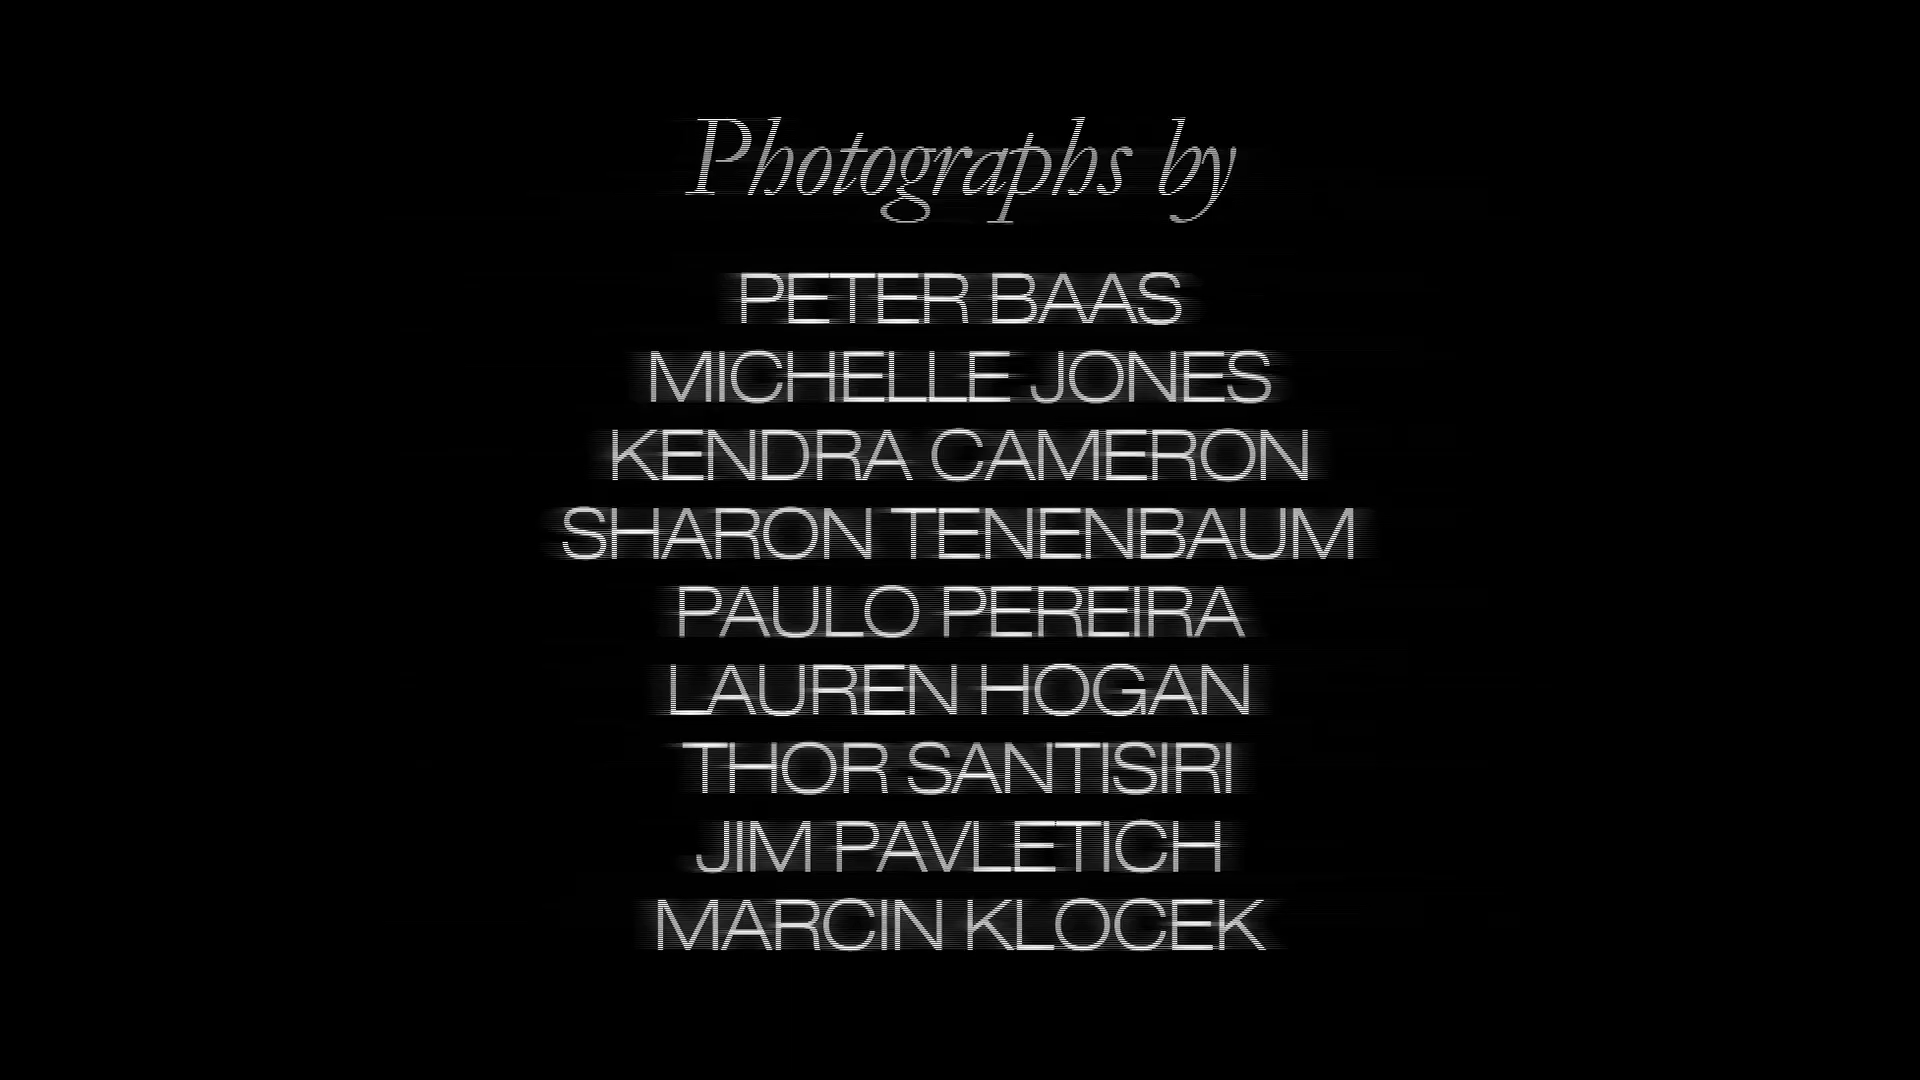 Photographs by
PETER BAAS
MICHELLE JONES
KENDRA CAMERON
SHARON TENENBAUM
PAULO PEREIRA
LAUREN HOGAN
THOR SANTISIRI
JIM PAVLETICH
MARCIN KLOCEK